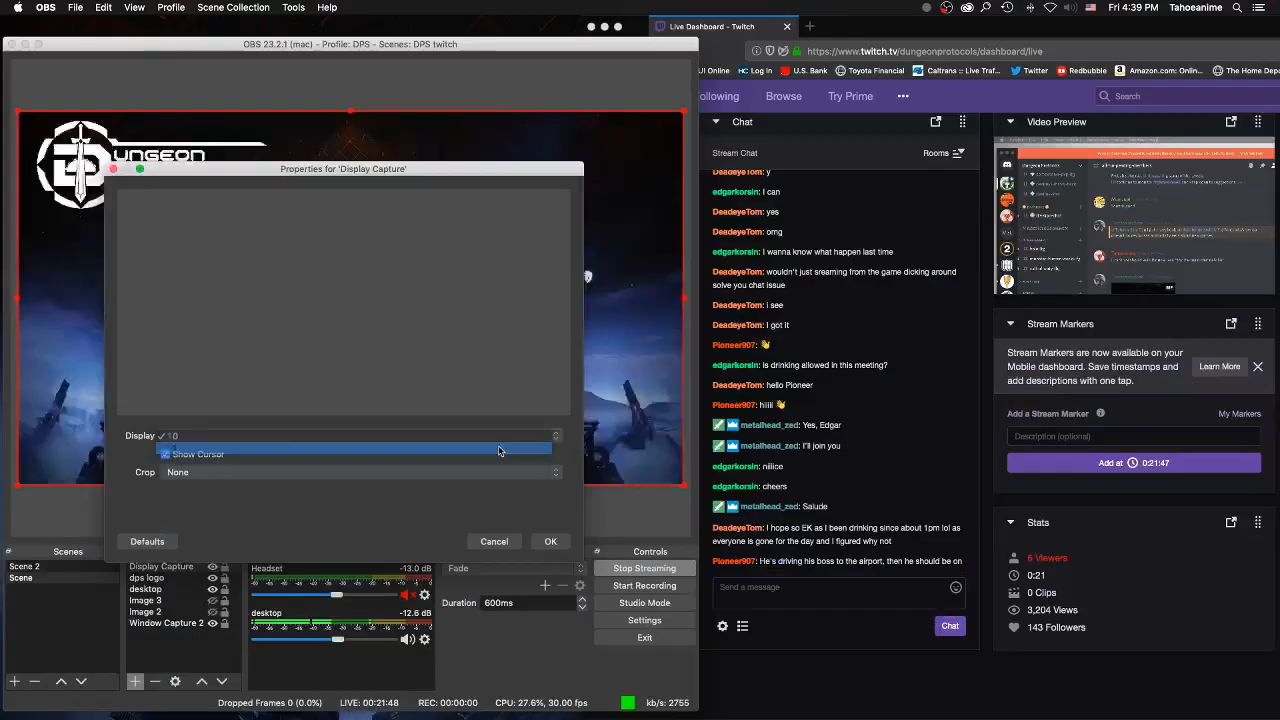 OBS File Edit View Profile Scene Collection Tools Help
Fri 4:39 PM Tahoeanime
OBS 23.2.1 (mac) - Profile: DPS - Scenes: DPS twitch
UNGEON
Properties for 'Display Capture'
Display ✓ 0
Show Cursor
Crop None
Defaults Cancel OK
Scenes
Scene 2
Scene
Display Capture
dps logo
desktop
Image 3
Image 2
Window Capture 2
Headset -13.0 dB
desktop -12.6 dB
Fade
Duration 600ms
Controls
Stop Streaming
Start Recording
Studio Mode
Settings
Exit
Dropped Frames 0 (0.0%) LIVE: 00:21:48 REC: 00:00:00 CPU: 27.6%, 30.00 fps kb/s: 2755
Live Dashboard - Twitch
https://www.twitch.tv/dungeonprotocols/dashboard/live
UI Online Log In U.S. Bank Toyota Financial Caltrans :: Live Traf... Twitter Redbubble Amazon.com: Onlin... The Home Dep
ollowing Browse Try Prime ••• Search
Chat
Stream Chat Rooms
DeadeyeTom: y
edgarkorsin: I can
DeadeyeTom: yes
DeadeyeTom: omg
edgarkorsin: I wanna know what happen last time
DeadeyeTom: wouldn't jsut sreaming from the game dicking around
solve you chat issue
DeadeyeTom: i see
DeadeyeTom: I got it
Pioneer907: 👋
edgarkorsin: is drinking allowed in this meeting?
DeadeyeTom: hello Pioneer
Pioneer907: hiiii 👋
metalhead_zed: Yes, Edgar
metalhead_zed: I'll join you
edgarkorsin: niiice
edgarkorsin: cheers
metalhead_zed: Salude
DeadeyeTom: I hope so EK as I been drinking since about 1pm lol as
everyone is gone for the day and I figured why not
Pioneer907: He's driving his boss to the airport, then he should be on
Send a message
Chat
Video Preview
Stream Markers
Stream Markers are now available on your
Mobile dashboard. Save timestamps and
add descriptions with one tap.
Learn More
Add a Stream Marker My Markers
Description (optional)
Add at 0:21:47
Stats
6 Viewers
0:21
0 Clips
3,204 Views
143 Followers